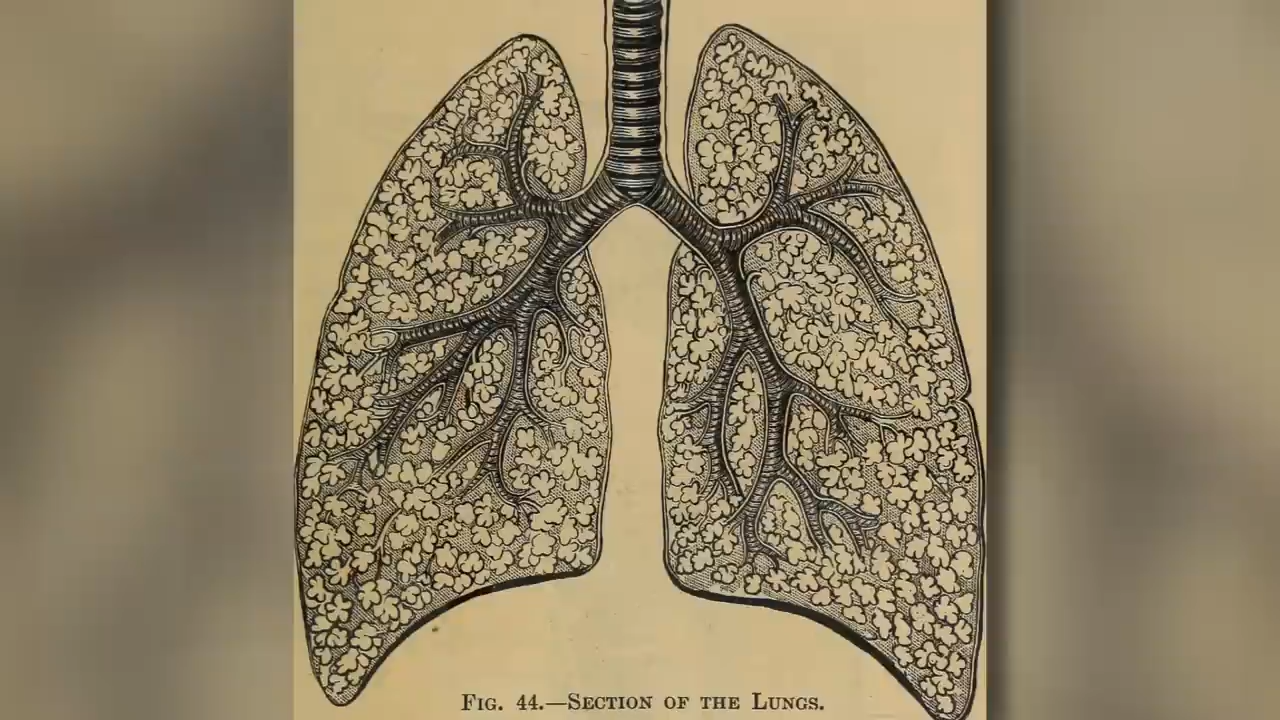 FIG. 44.—SECTION OF THE LUNGS.